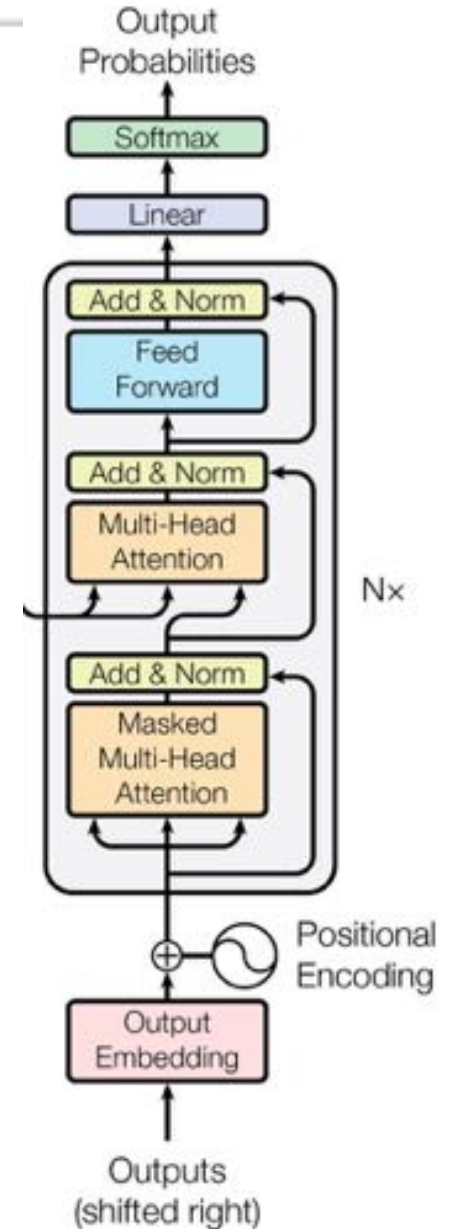 Output
Probabilities
Softmax
Linear
Add & Norm
Feed
Forward
Add & Norm
Multi-Head
Attention
N×
Add & Norm
Masked
Multi-Head
Attention
Positional
Encoding
Output
Embedding
Outputs
(shifted right)